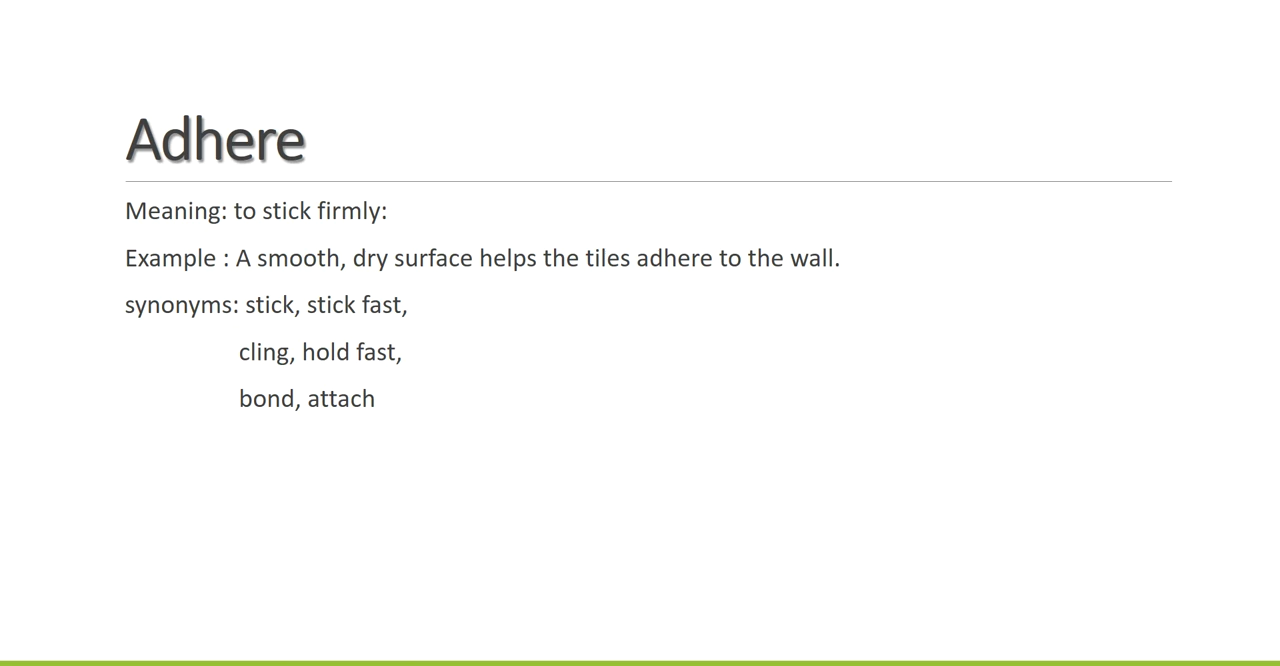 Adhere
Meaning: to stick firmly:
Example : A smooth, dry surface helps the tiles adhere to the wall.
synonyms: stick, stick fast,
cling, hold fast,
bond, attach